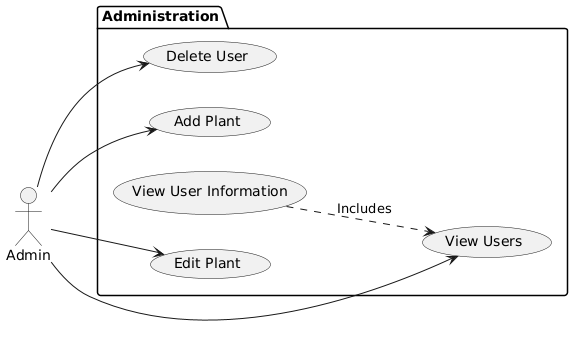 Administration
Delete User
Add Plant
View User Information
Includes
View Users
Admin
Edit Plant